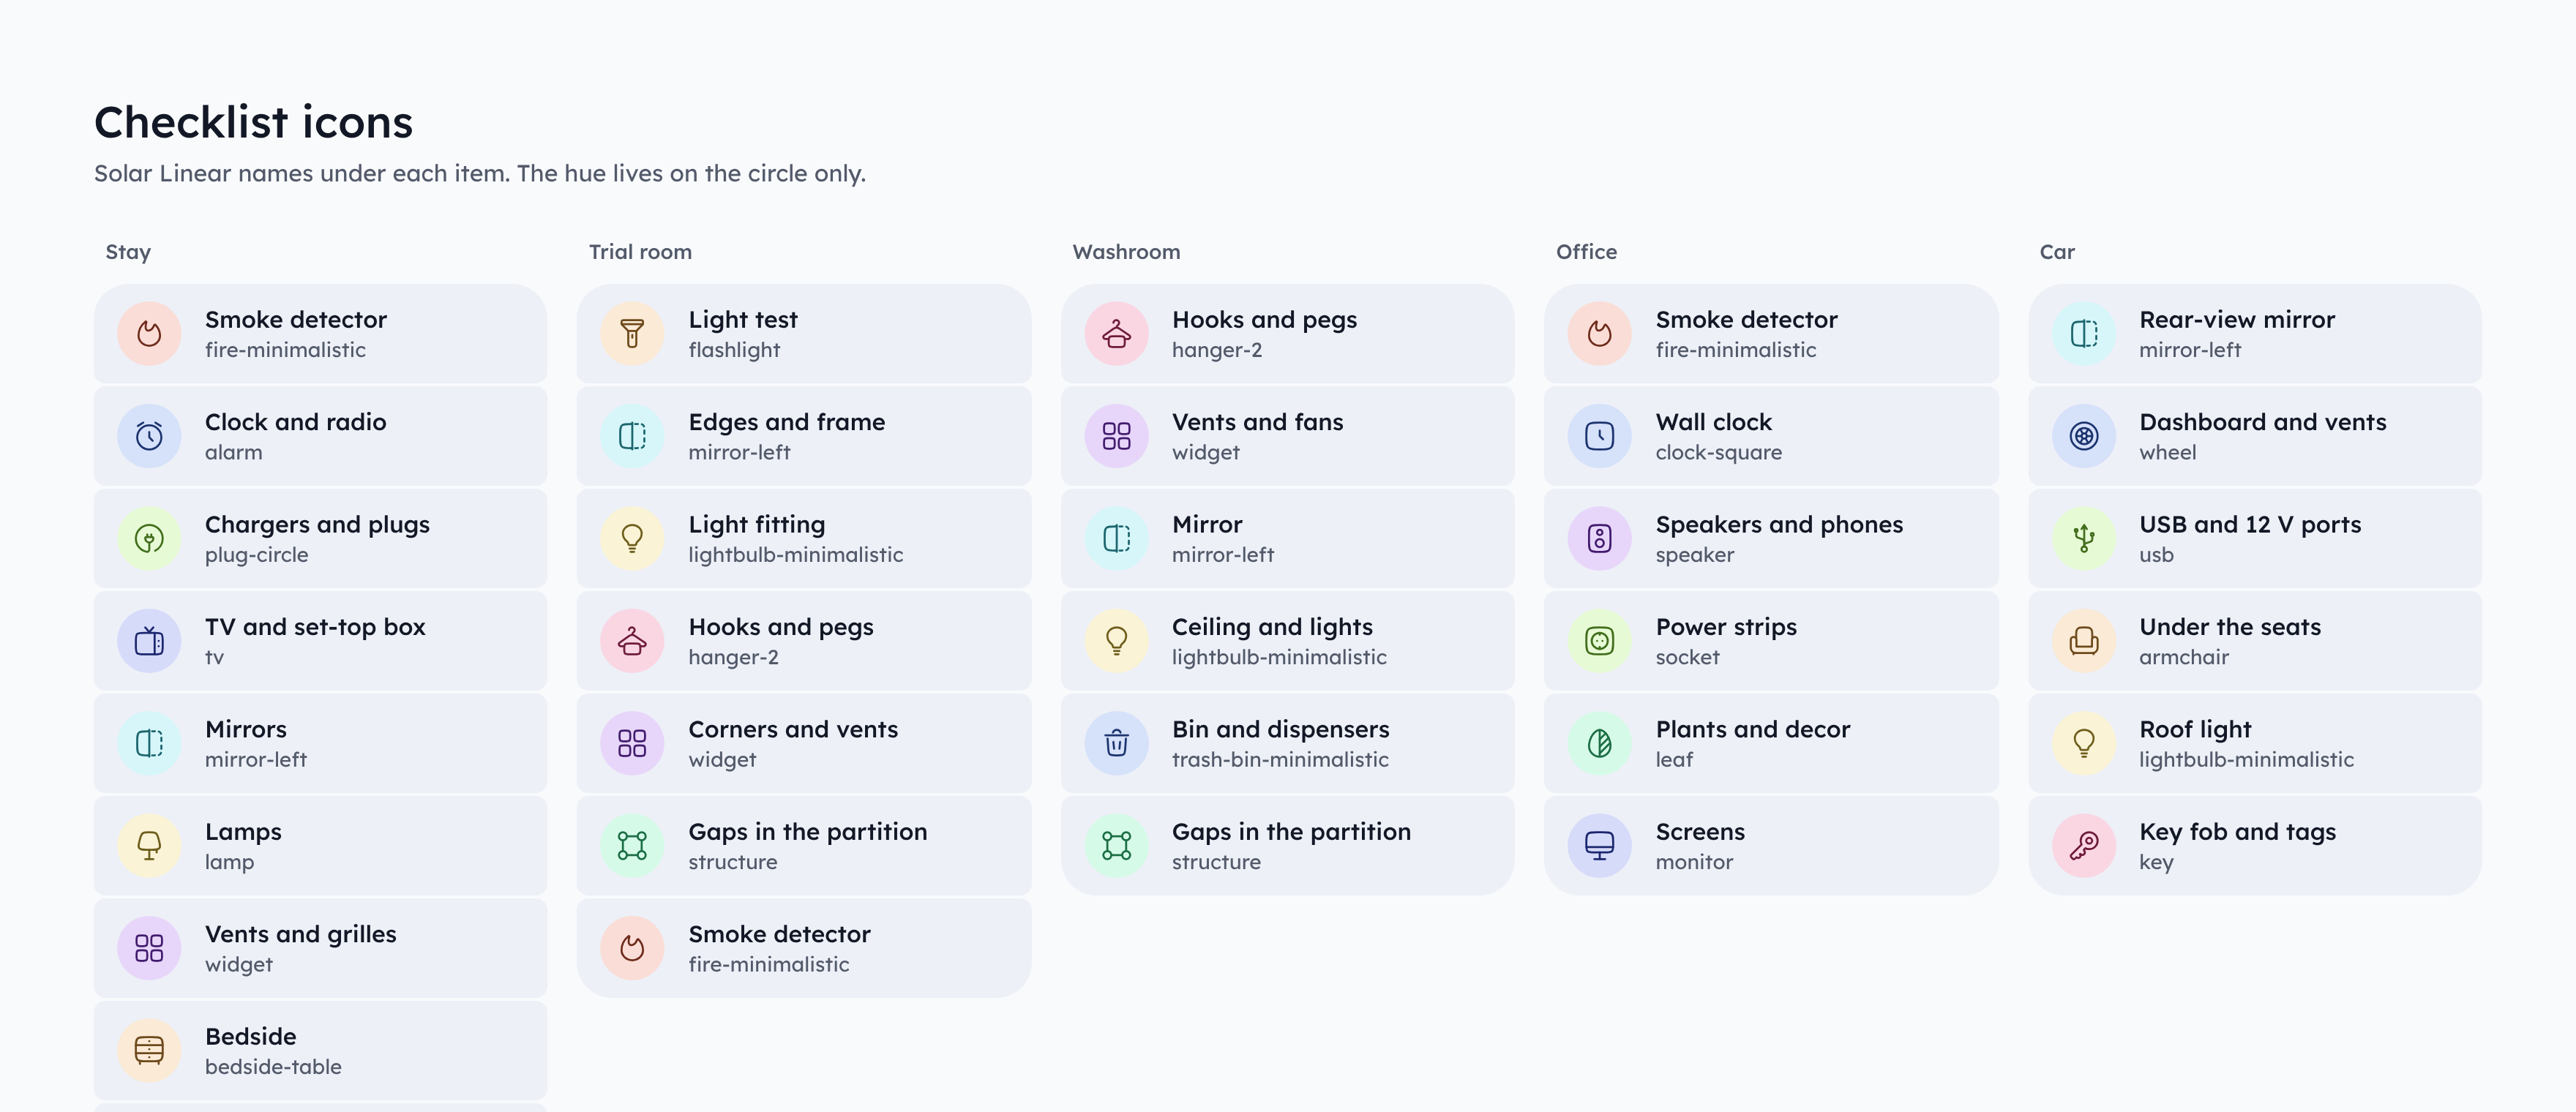 Checklist icons
Solar Linear names under each item. The hue lives on the circle only.
Stay
Smoke detector
fire-minimalistic
Clock and radio
alarm
Chargers and plugs
plug-circle
TV and set-top box
tv
Mirrors
mirror-left
Lamps
lamp
Vents and grilles
widget
Bedside
bedside-table
Trial room
Light test
flashlight
Edges and frame
mirror-left
Light fitting
lightbulb-minimalistic
Hooks and pegs
hanger-2
Corners and vents
widget
Gaps in the partition
structure
Smoke detector
fire-minimalistic
Washroom
Hooks and pegs
hanger-2
Vents and fans
widget
Mirror
mirror-left
Ceiling and lights
lightbulb-minimalistic
Bin and dispensers
trash-bin-minimalistic
Gaps in the partition
structure
Office
Smoke detector
fire-minimalistic
Wall clock
clock-square
Speakers and phones
speaker
Power strips
socket
Plants and decor
leaf
Screens
monitor
Car
Rear-view mirror
mirror-left
Dashboard and vents
wheel
USB and 12 V ports
usb
Under the seats
armchair
Roof light
lightbulb-minimalistic
Key fob and tags
key